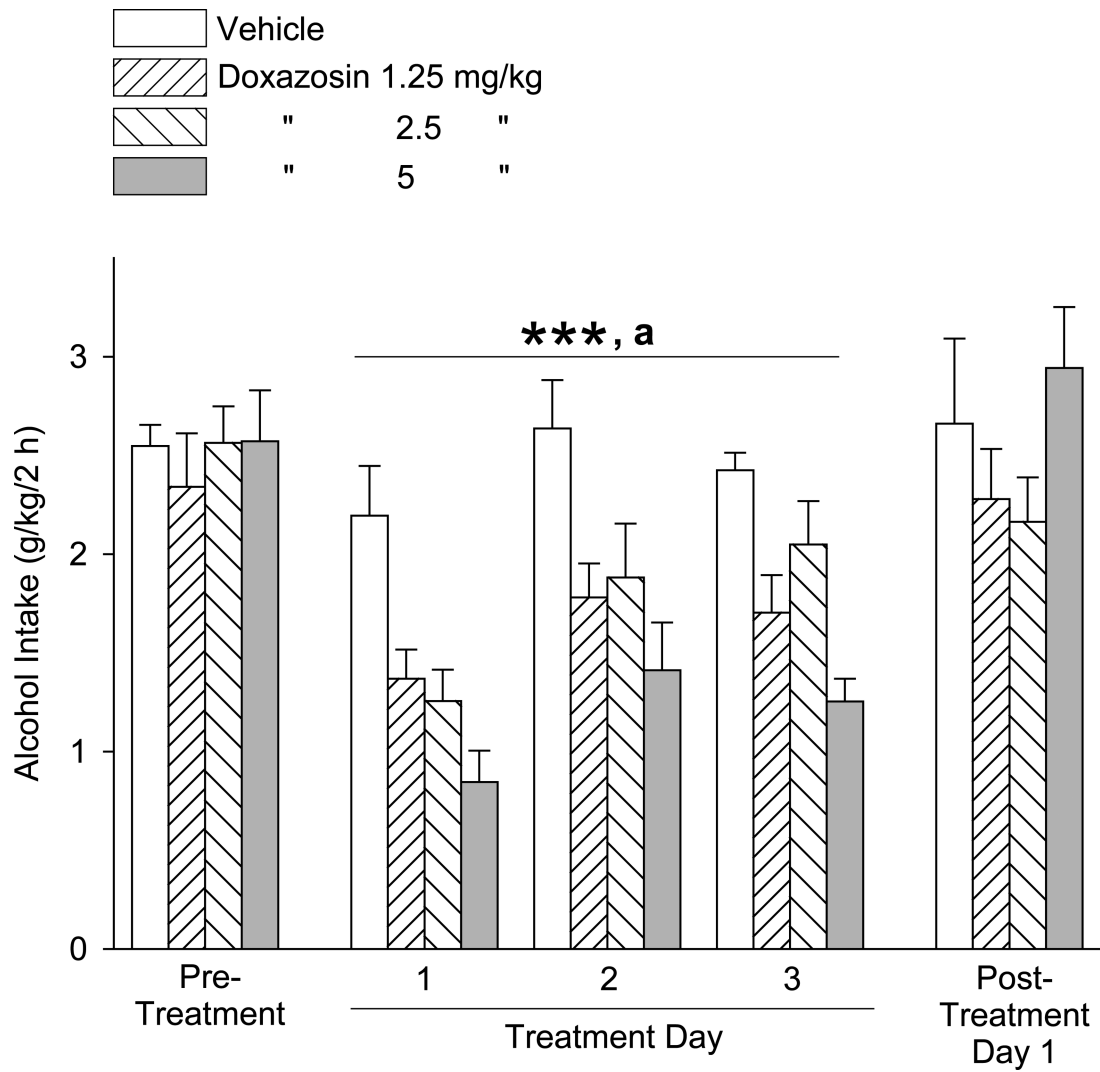 Vehicle
Doxazosin 1.25 mg/kg
" 2.5 "
" 5 "
***, a
3
2
1
0
Alcohol Intake (g/kg/2 h)
Pre-
Treatment
1 2 3
Treatment Day
Post-
Treatment
Day 1